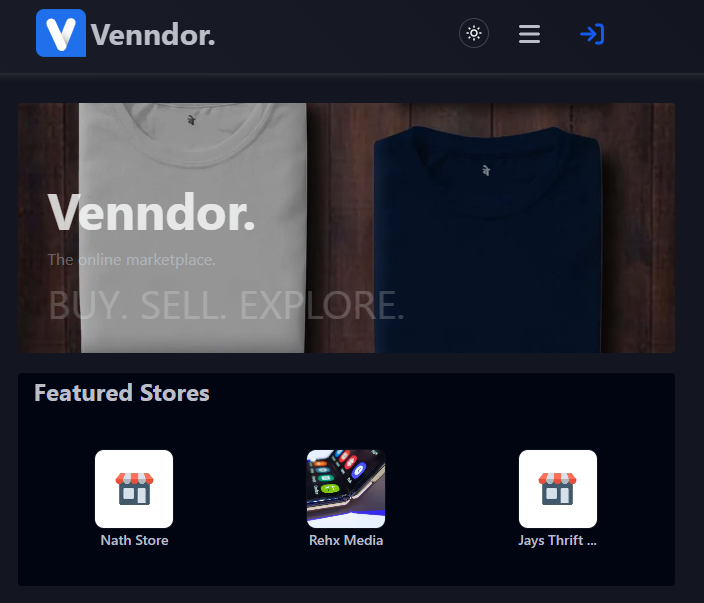 Venndor.
Venndor.
The online marketplace.
BUY. SELL. EXPLORE.
Featured Stores
Nath Store
Rehx Media
Jays Thrift ...